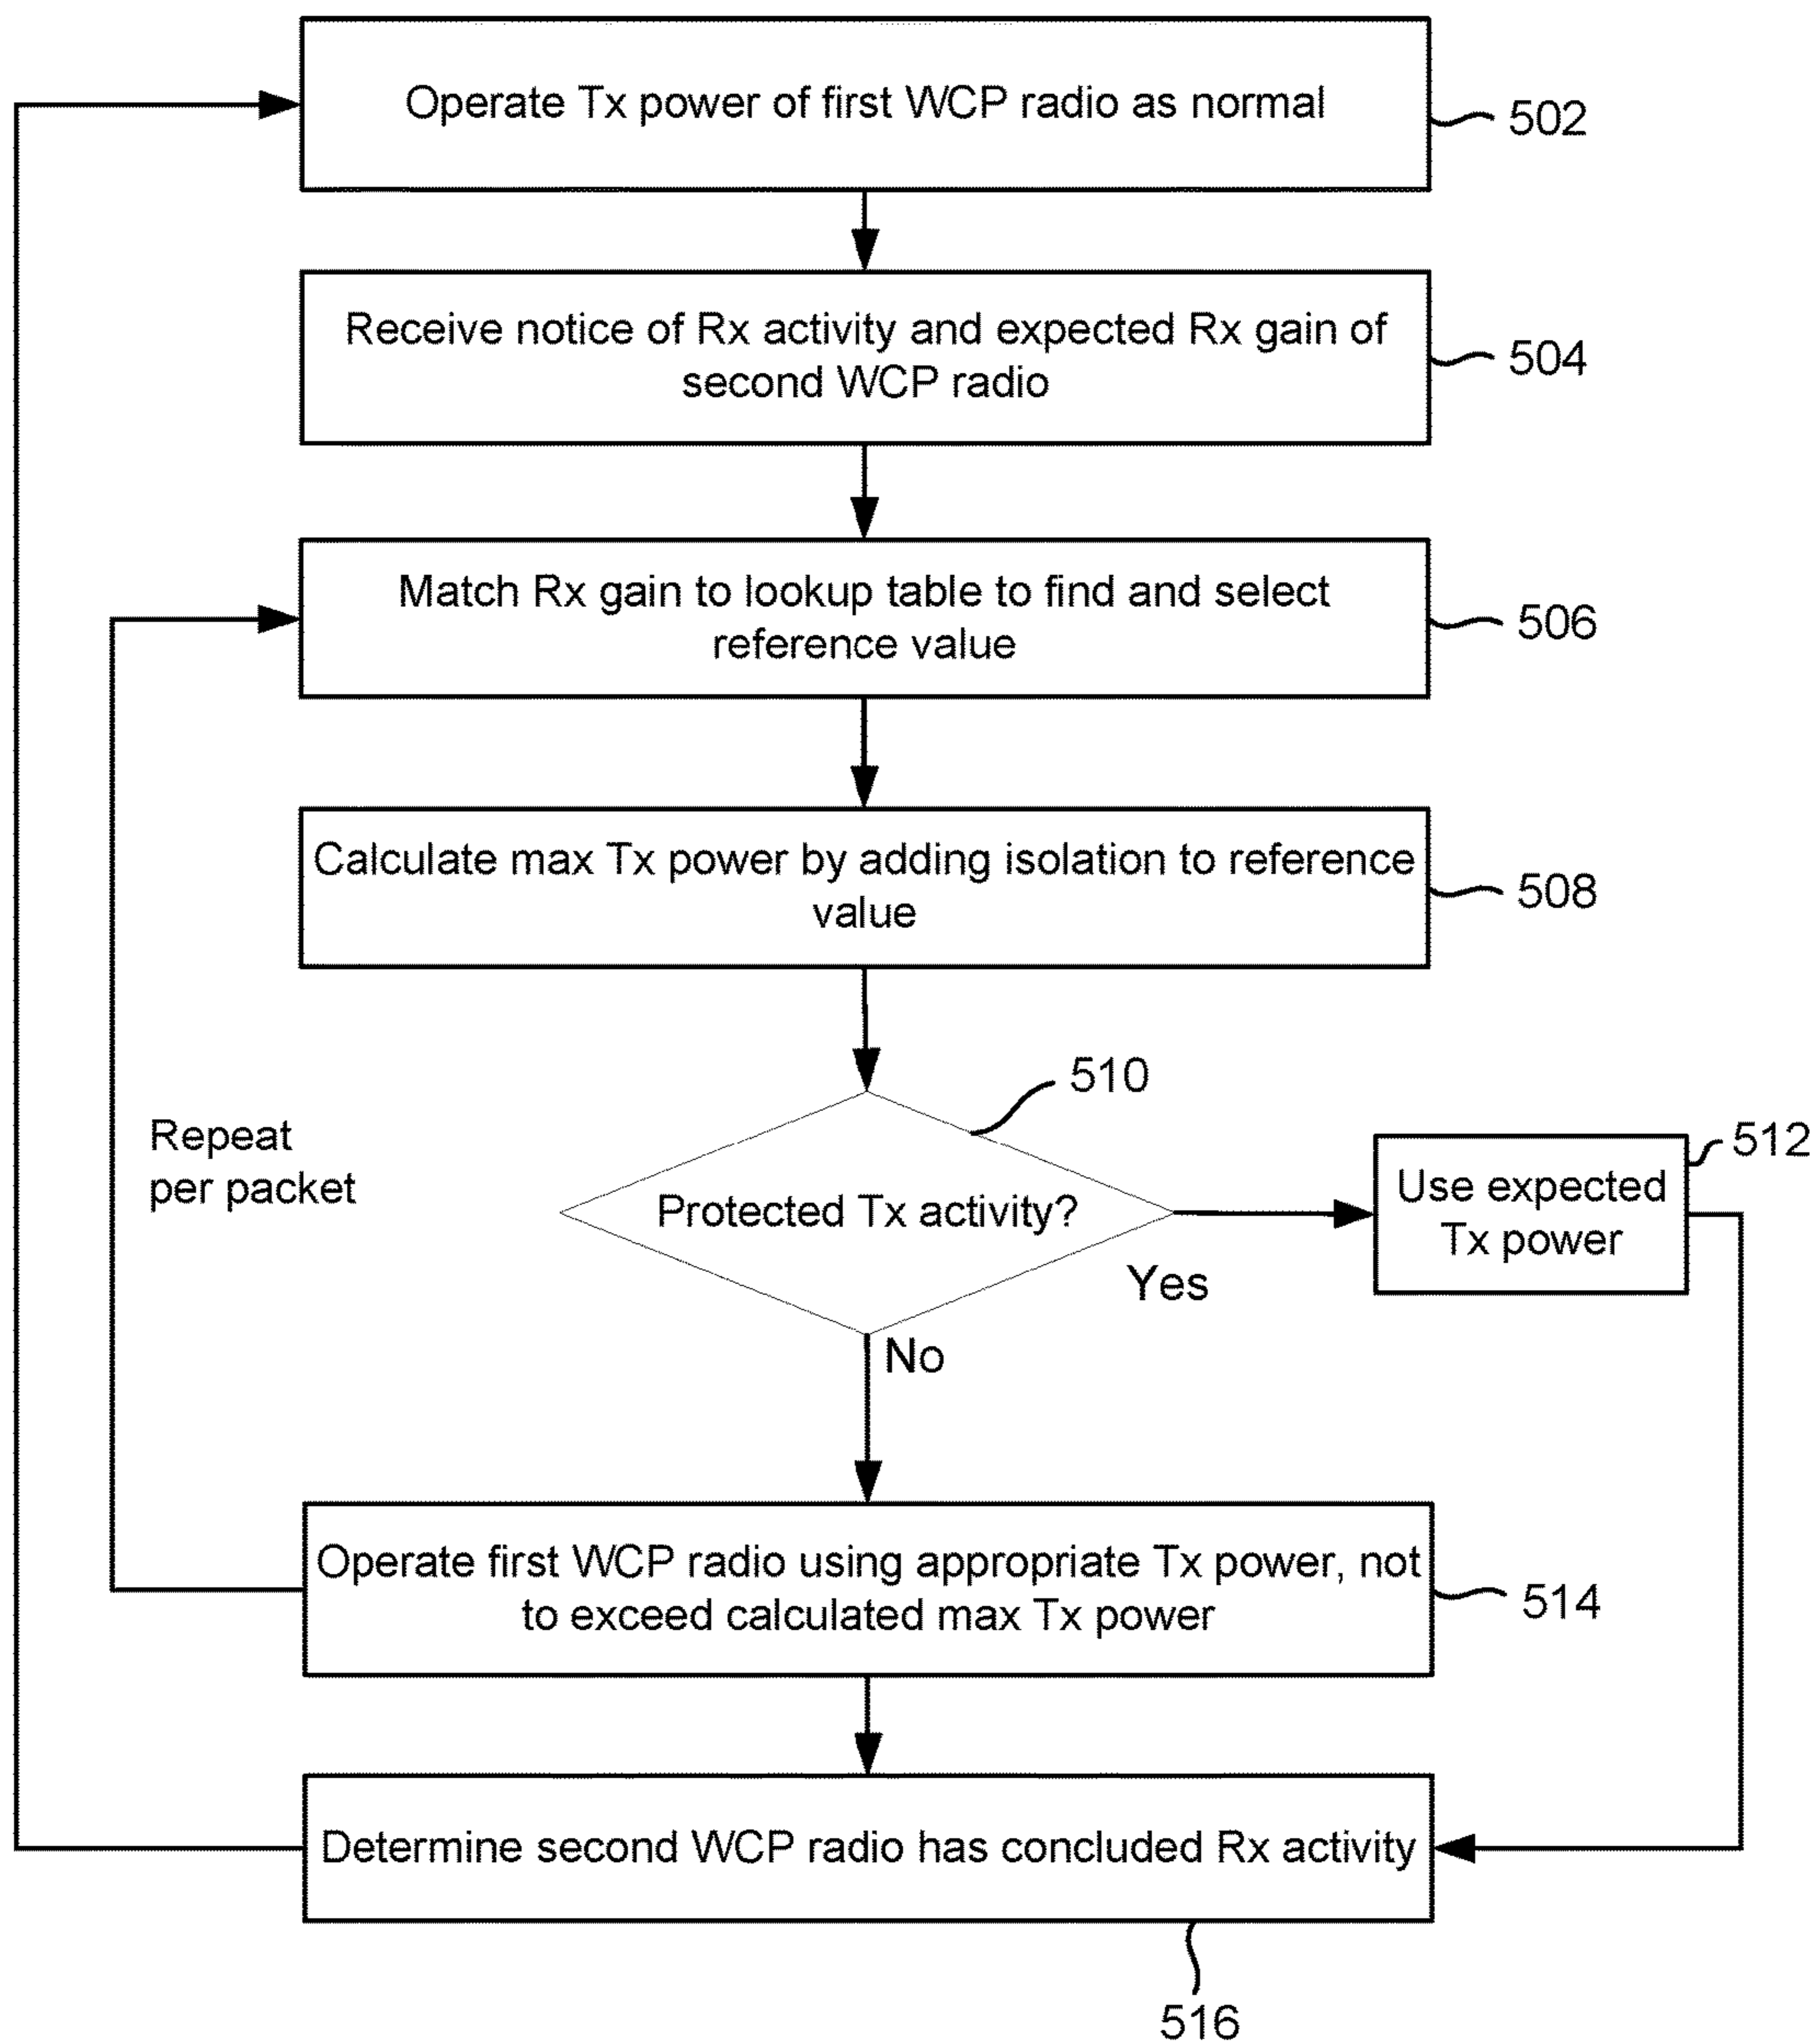 Operate Tx power of first WCP radio as normal
502
Receive notice of Rx activity and expected Rx gain of
second WCP radio
504
Match Rx gain to lookup table to find and select
reference value
506
Calculate max Tx power by adding isolation to reference
value
508
510
Repeat
per packet
Protected Tx activity?
Yes
No
512
Use expected
Tx power
Operate first WCP radio using appropriate Tx power, not
to exceed calculated max Tx power
514
Determine second WCP radio has concluded Rx activity
516